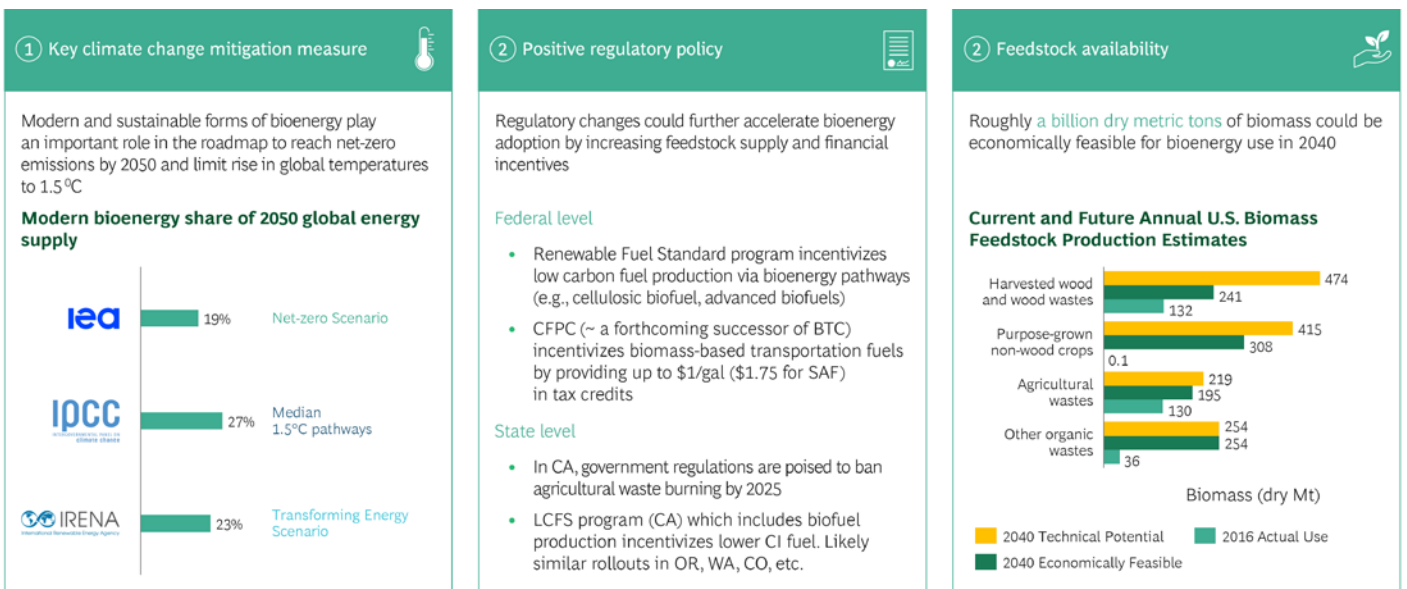 1 Key climate change mitigation measure
Modern and sustainable forms of bioenergy play
an important role in the roadmap to reach net-zero
emissions by 2050 and limit rise in global temperatures
to 1.5 ⁰C
Modern bioenergy share of 2050 global energy
supply
iea
19%
Net-zero Scenario
ipcc
INTERGOVERNMENTAL PANEL ON
climate change
27%
Median
1.5°C pathways
IRENA
International Renewable Energy Agency
23%
Transforming Energy
Scenario
2 Positive regulatory policy
Regulatory changes could further accelerate bioenergy
adoption by increasing feedstock supply and financial
incentives
Federal level
• Renewable Fuel Standard program incentivizes
low carbon fuel production via bioenergy pathways
(e.g., cellulosic biofuel, advanced biofuels)
• CFPC (~ a forthcoming successor of BTC)
incentivizes biomass-based transportation fuels
by providing up to $1/gal ($1.75 for SAF)
in tax credits
State level
• In CA, government regulations are poised to ban
agricultural waste burning by 2025
• LCFS program (CA) which includes biofuel
production incentivizes lower CI fuel. Likely
similar rollouts in OR, WA, CO, etc.
2 Feedstock availability
Roughly a billion dry metric tons of biomass could be
economically feasible for bioenergy use in 2040
Current and Future Annual U.S. Biomass
Feedstock Production Estimates
Harvested wood
and wood wastes
474
241
132
Purpose-grown
non-wood crops
415
308
0.1
Agricultural
wastes
219
195
130
Other organic
wastes
254
254
36
Biomass (dry Mt)
2040 Technical Potential
2016 Actual Use
2040 Economically Feasible